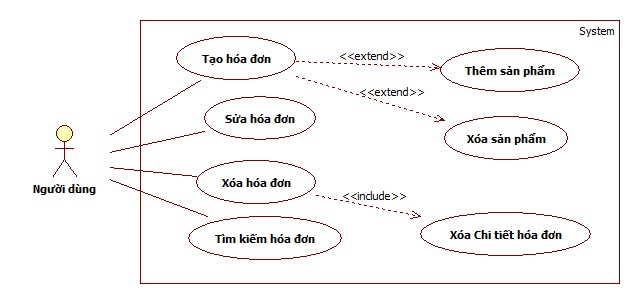 System
Tạo hóa đơn
<<extend>>
Thêm sản phẩm
<<extend>>
Sửa hóa đơn
Xóa sản phẩm
Người dùng
Xóa hóa đơn
<<include>>
Tìm kiếm hóa đơn
Xóa Chi tiết hóa đơn